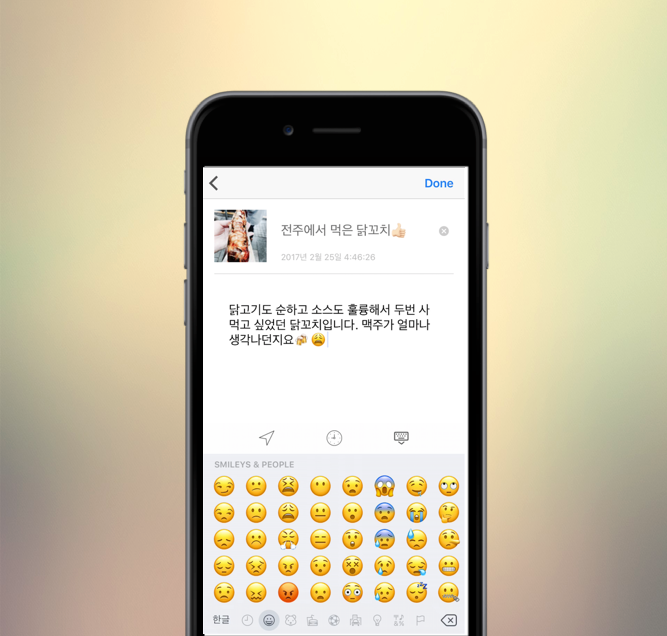 Done
전주에서 먹은 닭꼬치👍🏻
2017년 2월 25일 4:46:26
닭고기도 순하고 소스도 훌륭해서 두번 사
먹고 싶었던 닭꼬치입니다. 맥주가 얼마나
생각나던지요🍻 😩
SMILEYS & PEOPLE
한글